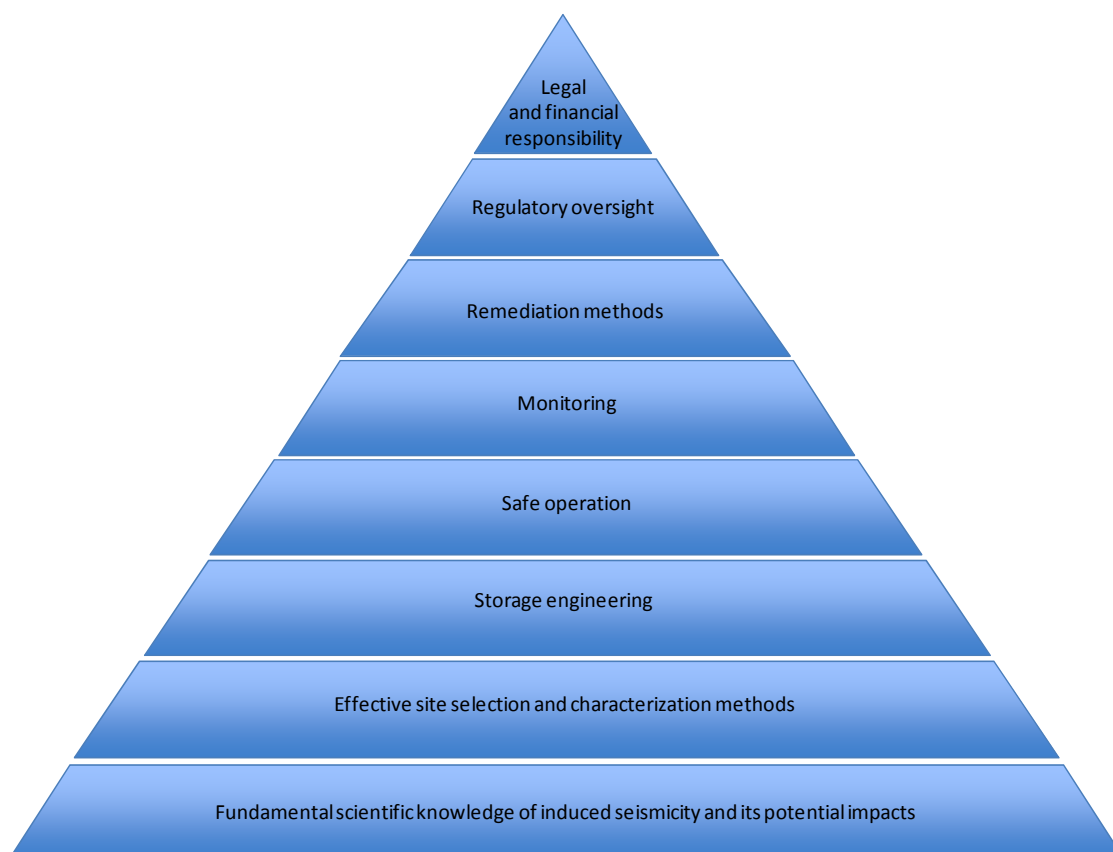 Legal
and financial
responsibility
Regulatory oversight
Remediation methods
Monitoring
Safe operation
Storage engineering
Effective site selection and characterization methods
Fundamental scientific knowledge of induced seismicity and its potential impacts